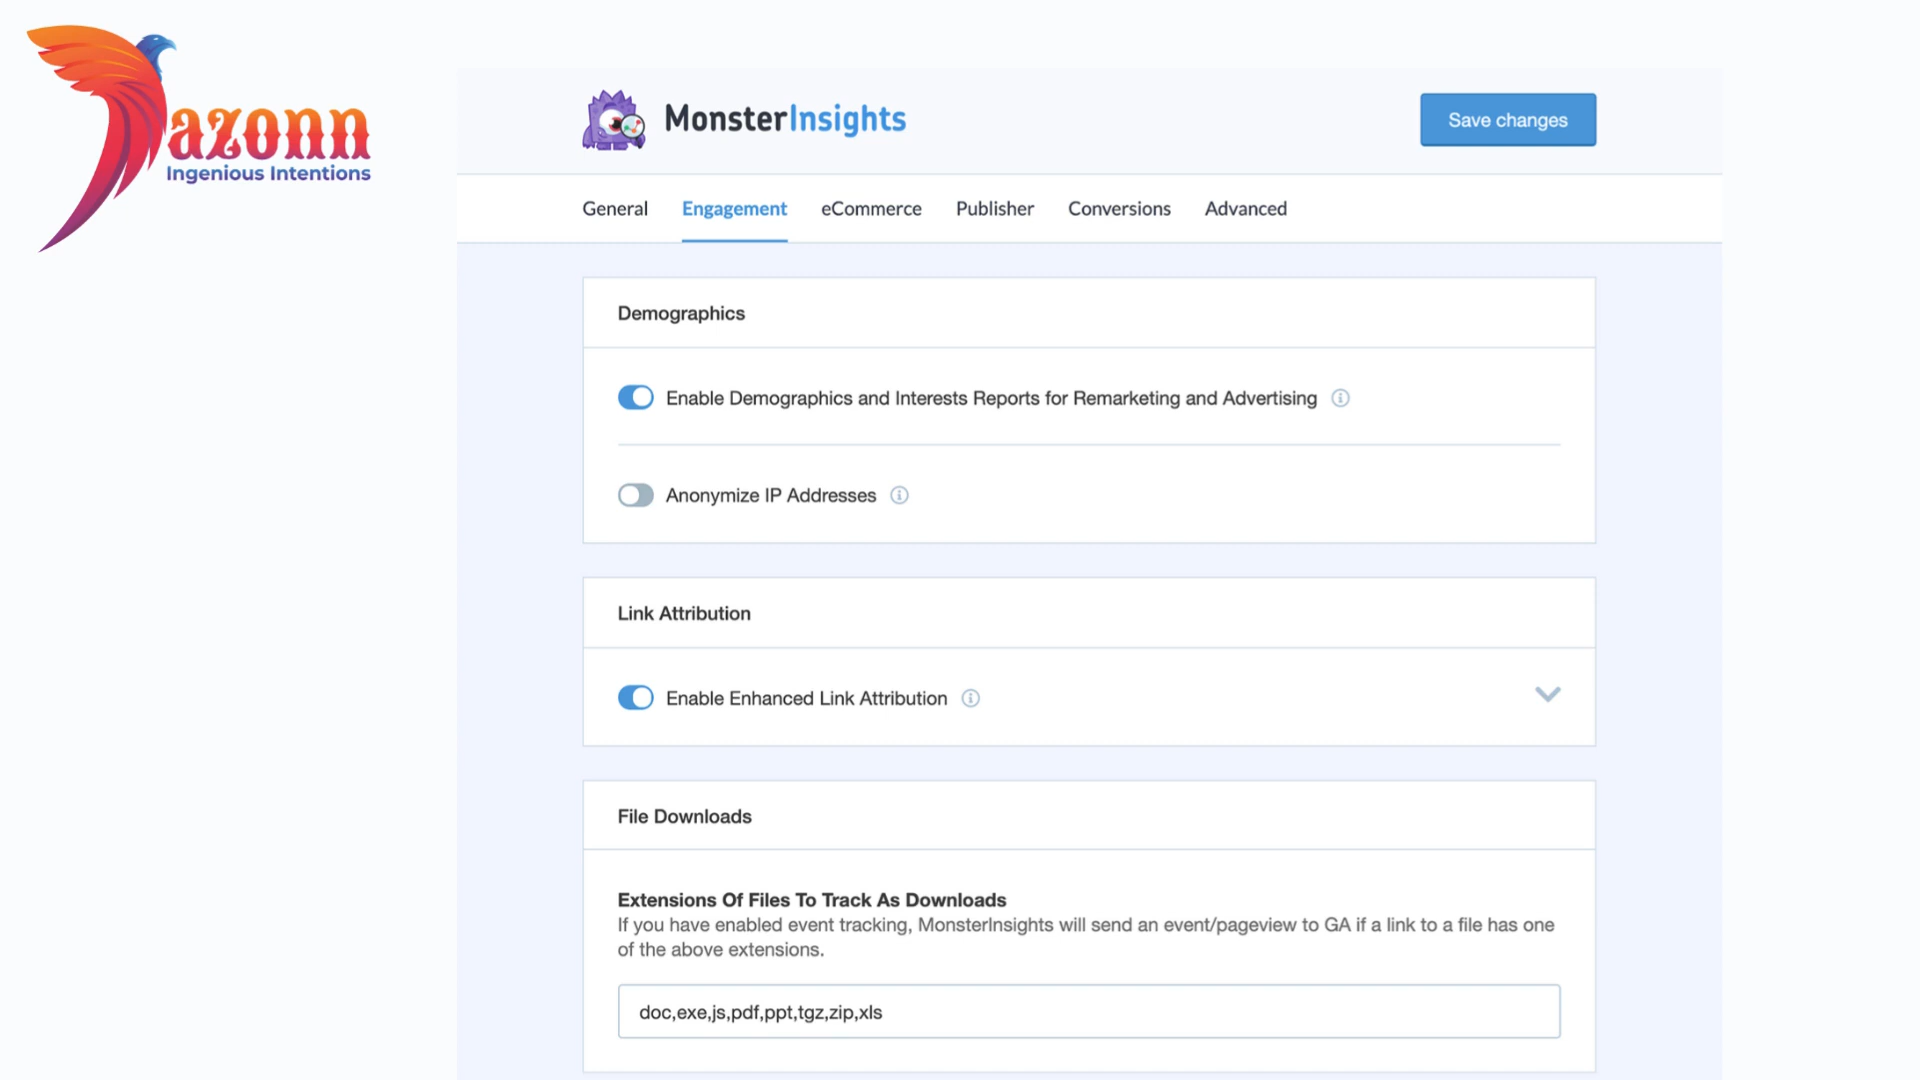 azonn
Ingenious Intentions
MonsterInsights
Save changes
General Engagement eCommerce Publisher Conversions Advanced
Demographics
Enable Demographics and Interests Reports for Remarketing and Advertising
Anonymize IP Addresses
Link Attribution
Enable Enhanced Link Attribution
File Downloads
Extensions Of Files To Track As Downloads
If you have enabled event tracking, MonsterInsights will send an event/pageview to GA if a link to a file has one
of the above extensions.
doc,exe,js,pdf,ppt,tgz,zip,xls